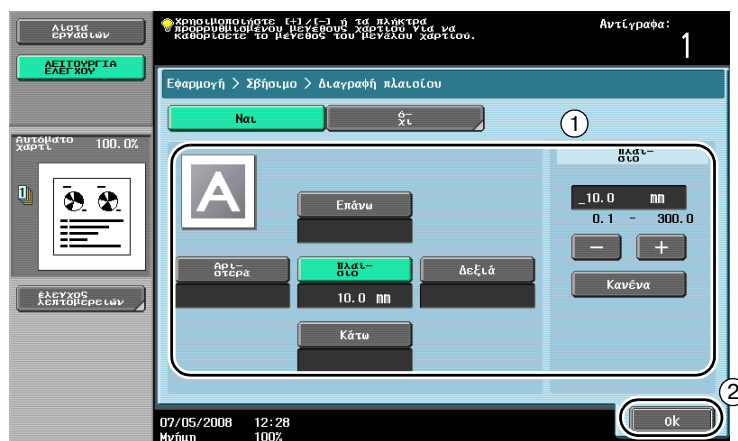 Λίστα
εργασιών
Χρησιμοποιήστε [+]/[-] ή τα πλήκτρα
προρρυθμισμένου μεγέθους χαρτιού για να
καθορίσετε το μέγεθος του μεγάλου χαρτιού.
Αντίγραφα:
1
ΛΕΙΤΟΥΡΓΙΑ
ΕΛΕΓΧΟΥ
Εφαρμογή > Σβήσιμο > Διαγραφή πλαισίου
Ναι
ό-
χι
1
Αυτόματο
χαρτί
100.0%
Πλαί-
σιο
A
Επάνω
_10.0 mm
0.1 - 300.0
- +
Αρι-
στερά
Πλαί-
σιο
Δεξιά
Κανένα
10.0 mm
έλεγχος
λεπτομερειών
Κάτω
2
ok
07/05/2008 12:28
Μνήμη 100%